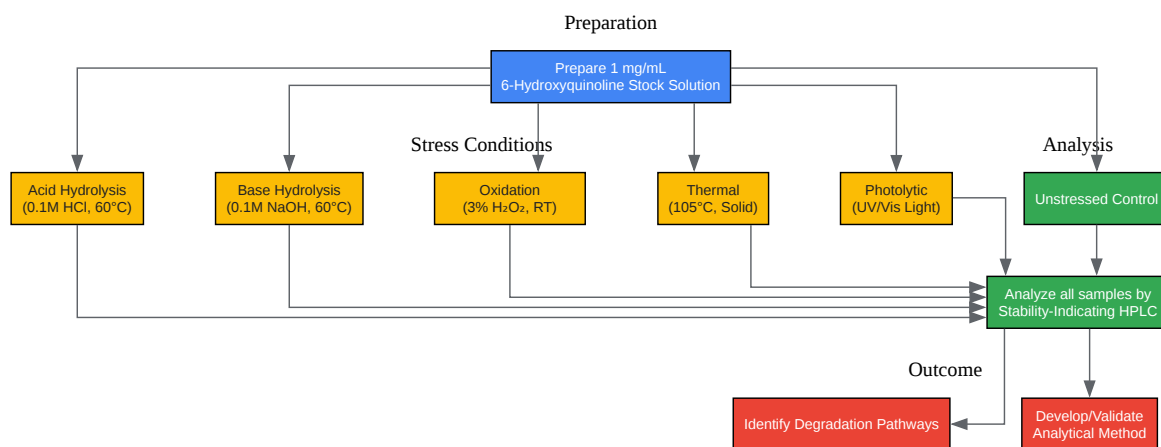 Preparation
Prepare 1 mg/mL
6-Hydroxyquinoline Stock Solution
Stress Conditions
Analysis
Acid Hydrolysis
(0.1M HCl, 60°C)
Base Hydrolysis
(0.1M NaOH, 60°C)
Oxidation
(3% H₂O₂, RT)
Thermal
(105°C, Solid)
Photolytic
(UV/Vis Light)
Unstressed Control
Analyze all samples by
Stability-Indicating HPLC
Outcome
Identify Degradation Pathways
Develop/Validate
Analytical Method